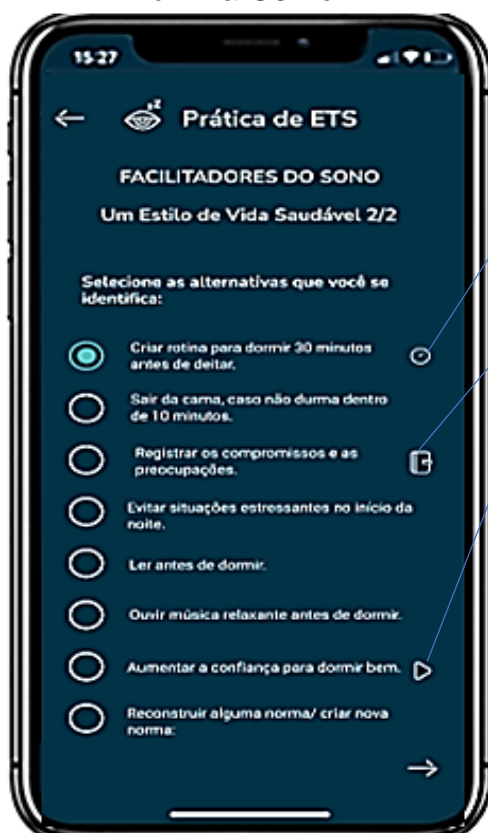 15:27
Prática de ETS
FACILITADORES DO SONO
Um Estilo de Vida Saudável 2/2
Selecione as alternativas que você se
identifica:
Criar rotina para dormir 30 minutos
antes de deitar.
Sair da cama, caso não durma dentro
de 10 minutos.
Registrar os compromissos e as
preocupações.
Evitar situações estressantes no início da
noite.
Ler antes de dormir.
Ouvir música relaxante antes de dormir.
Aumentar a confiança para dormir bem.
Reconstruir alguma norma/ criar nova
norma: